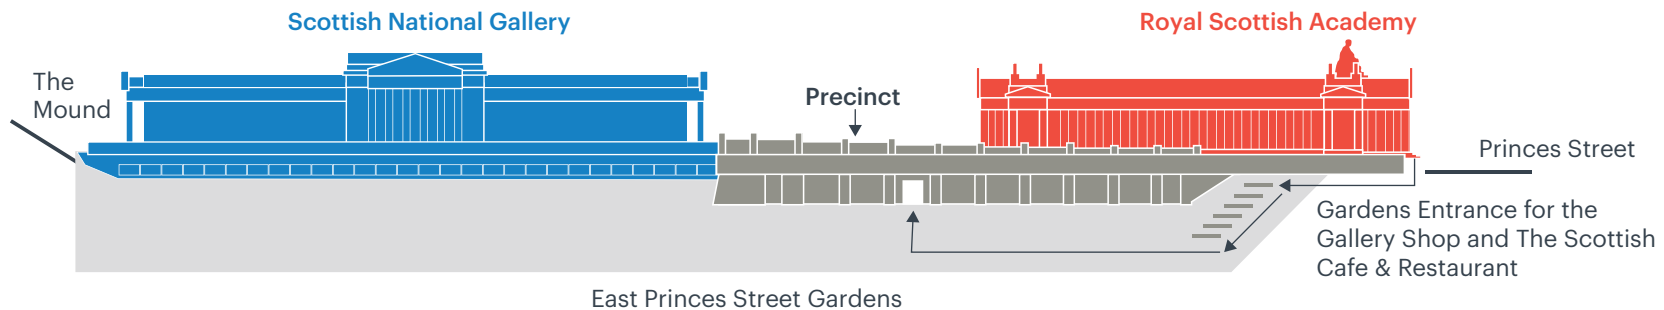 Scottish National Gallery
Royal Scottish Academy
The
Mound
Precinct
Princes Street
Gardens Entrance for the
Gallery Shop and The Scottish
Cafe & Restaurant
East Princes Street Gardens